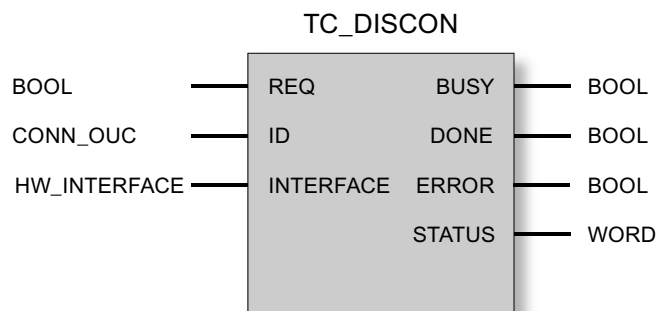 TC_DISCON
BOOL REQ BUSY BOOL
CONN_OUC ID DONE BOOL
HW_INTERFACE INTERFACE ERROR BOOL
STATUS WORD